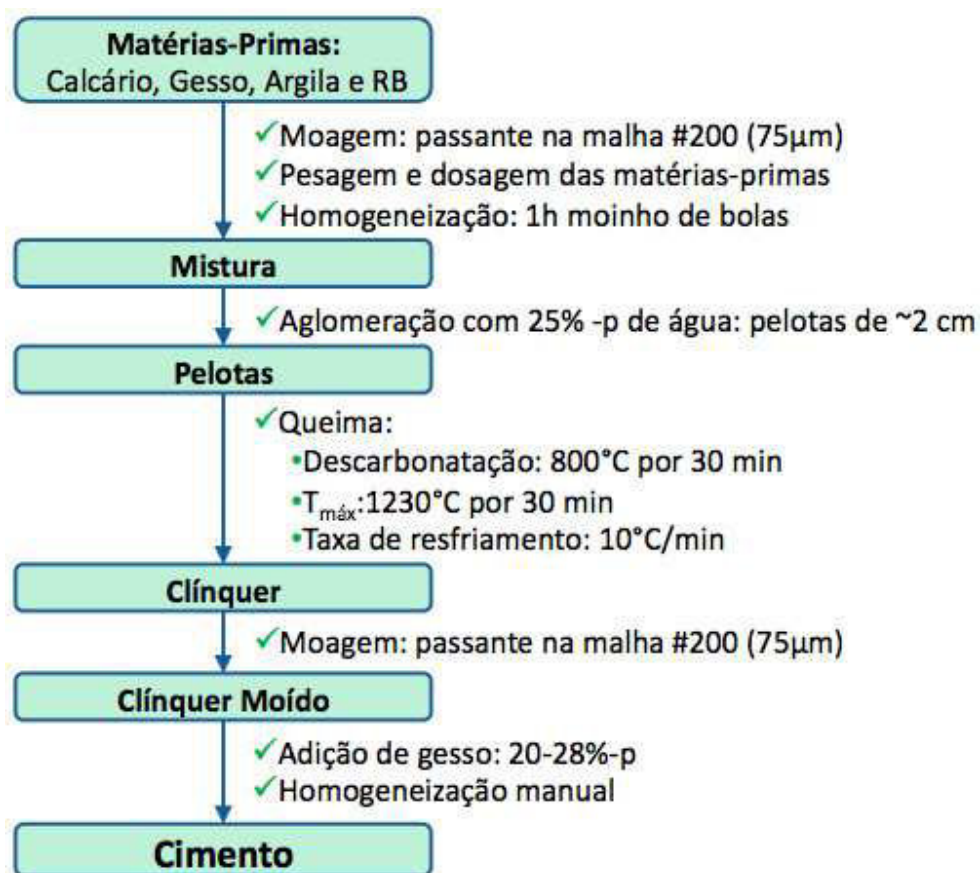 Matérias-Primas:
Calcário, Gesso, Argila e RB
✓Moagem: passante na malha #200 (75µm)
✓Pesagem e dosagem das matérias-primas
✓Homogeneização: 1h moinho de bolas
Mistura
✓Aglomeração com 25% -p de água: pelotas de ~2 cm
Pelotas
✓Queima:
•Descarbonatação: 800°C por 30 min
•Tmáx:1230°C por 30 min
•Taxa de resfriamento: 10°C/min
Clínquer
✓Moagem: passante na malha #200 (75µm)
Clínquer Moído
✓Adição de gesso: 20-28%-p
✓Homogeneização manual
Cimento